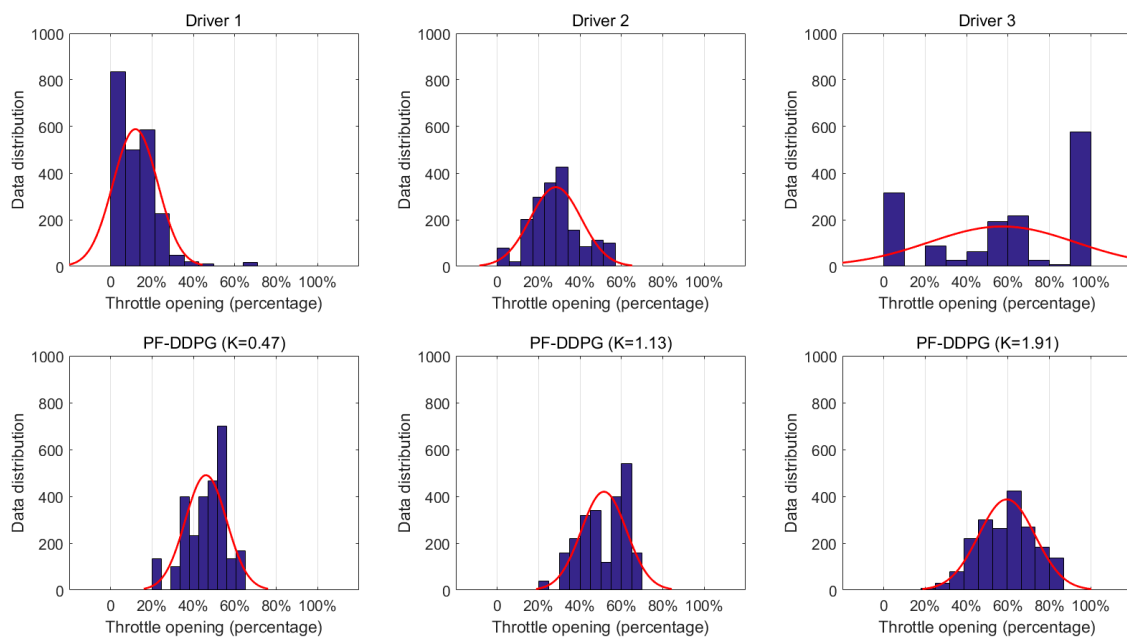 Driver 1
Driver 2
Driver 3
1000
800
600
400
200
0
Data distribution
0 20% 40% 60% 80% 100%
Throttle opening (percentage)
1000
800
600
400
200
0
Data distribution
0 20% 40% 60% 80% 100%
Throttle opening (percentage)
1000
800
600
400
200
0
Data distribution
0 20% 40% 60% 80% 100%
Throttle opening (percentage)
PF-DDPG (K=0.47)
PF-DDPG (K=1.13)
PF-DDPG (K=1.91)
1000
800
600
400
200
0
Data distribution
0 20% 40% 60% 80% 100%
Throttle opening (percentage)
1000
800
600
400
200
0
Data distribution
0 20% 40% 60% 80% 100%
Throttle opening (percentage)
1000
800
600
400
200
0
Data distribution
0 20% 40% 60% 80% 100%
Throttle opening (percentage)